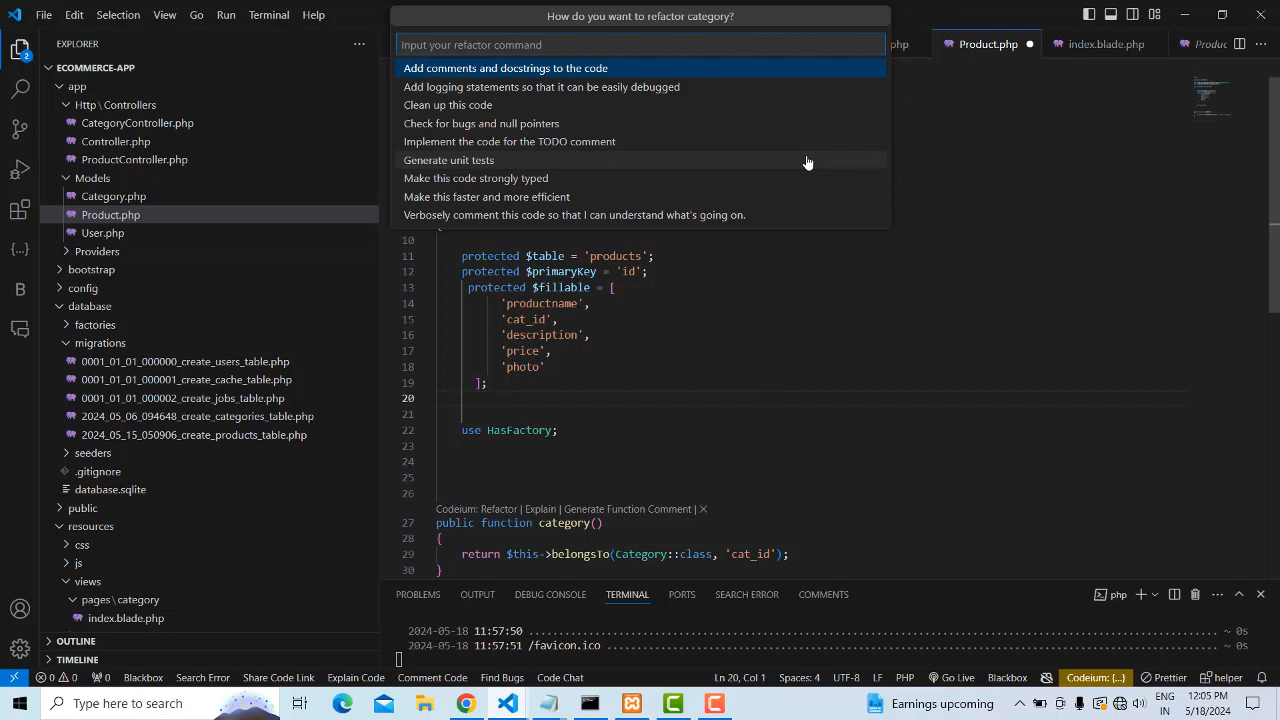 File Edit Selection View Go Run Terminal Help
How do you want to refactor category?
Input your refactor command
Add comments and docstrings to the code
Add logging statements so that it can be easily debugged
Clean up this code
Check for bugs and null pointers
Implement the code for the TODO comment
Generate unit tests
Make this code strongly typed
Make this faster and more efficient
Verbosely comment this code so that I can understand what's going on.
php
Product.php
index.blade.php
Produc
EXPLORER
ECOMMERCE-APP
app
Http\Controllers
CategoryController.php
Controller.php
ProductController.php
Models
Category.php
Product.php
User.php
Providers
bootstrap
config
database
factories
migrations
0001_01_01_000000_create_users_table.php
0001_01_01_000001_create_cache_table.php
0001_01_01_000002_create_jobs_table.php
2024_05_06_094648_create_categories_table.php
2024_05_15_050906_create_products_table.php
seeders
.gitignore
database.sqlite
public
resources
css
js
views
pages\category
index.blade.php
OUTLINE
TIMELINE
2
B
10
11 protected $table = 'products';
12 protected $primaryKey = 'id';
13 protected $fillable = [
14 'productname',
15 'cat_id',
16 'description',
17 'price',
18 'photo'
19 ];
20
21
22 use HasFactory;
23
24
25
26
Codeium: Refactor | Explain | Generate Function Comment | X
27 public function category()
28 {
29 return $this->belongsTo(Category::class, 'cat_id');
30 }
PROBLEMS OUTPUT DEBUG CONSOLE TERMINAL PORTS SEARCH ERROR COMMENTS
php
2024-05-18 11:57:50 ~ 0s
2024-05-18 11:57:51 /favicon.ico ~ 0s
0 0 0 Blackbox Search Error Share Code Link Explain Code Comment Code Find Bugs Code Chat Ln 20, Col 1 Spaces: 4 UTF-8 LF PHP Go Live Blackbox Codeium: {...} Prettier helper
Type here to search
Earnings upcoming
ENG
IN
12:05 PM
5/18/2024